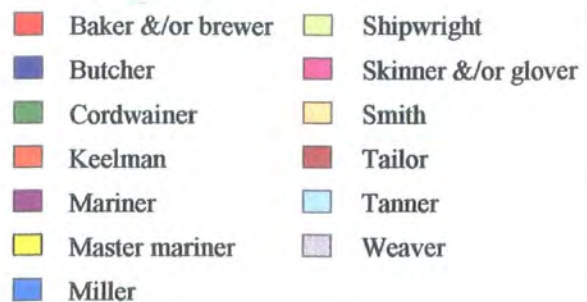 Baker &/or brewer
Butcher
Cordwainer
Keelman
Mariner
Master mariner
Miller
Shipwright
Skinner &/or glover
Smith
Tailor
Tanner
Weaver